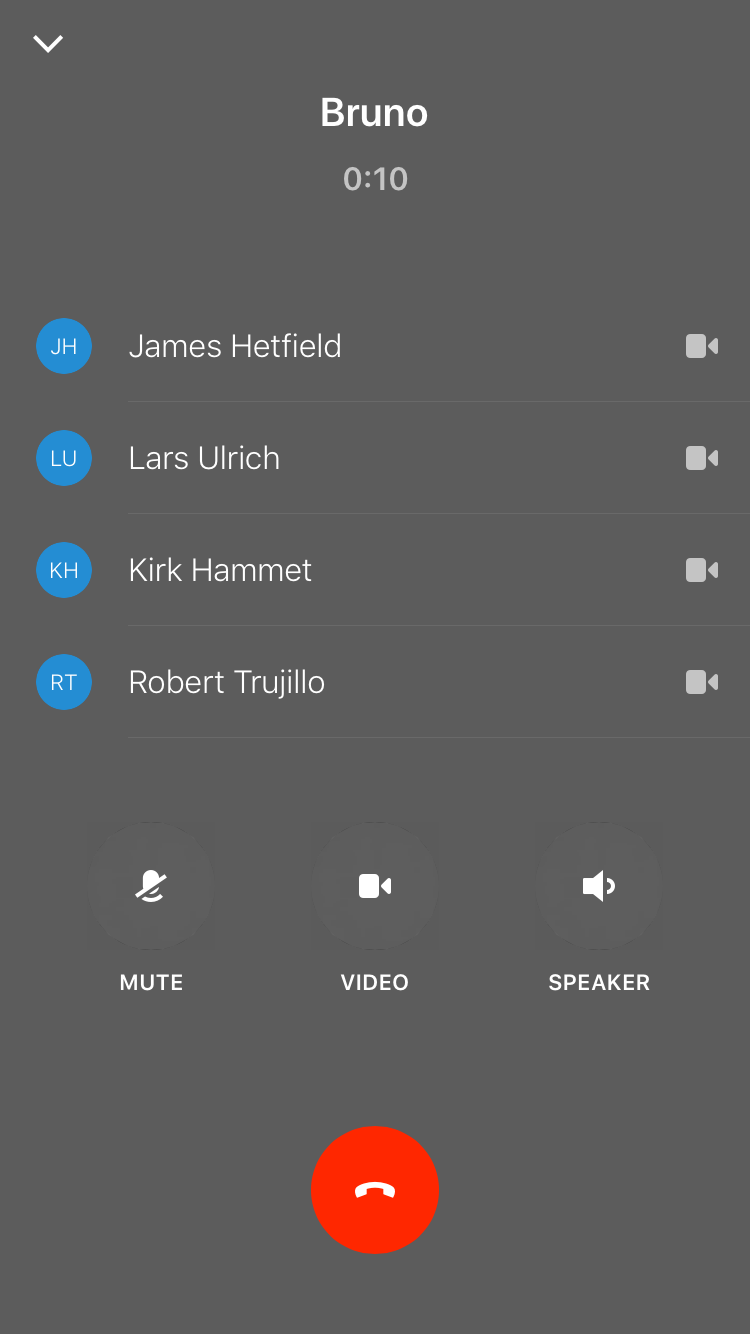 Bruno
0:10
JH James Hetfield
LU Lars Ulrich
KH Kirk Hammet
RT Robert Trujillo
MUTE VIDEO SPEAKER